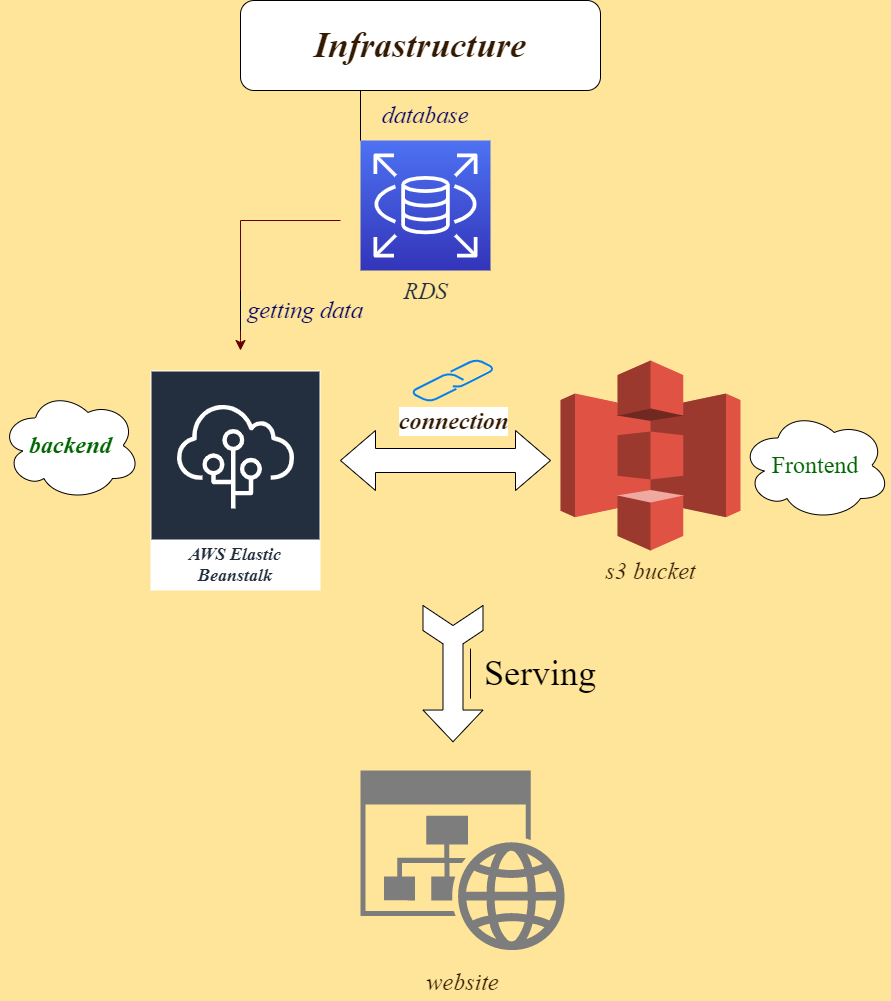 Infrastructure
database
RDS
getting data
connection
backend
Frontend
AWS Elastic
Beanstalk
s3 bucket
Serving
website